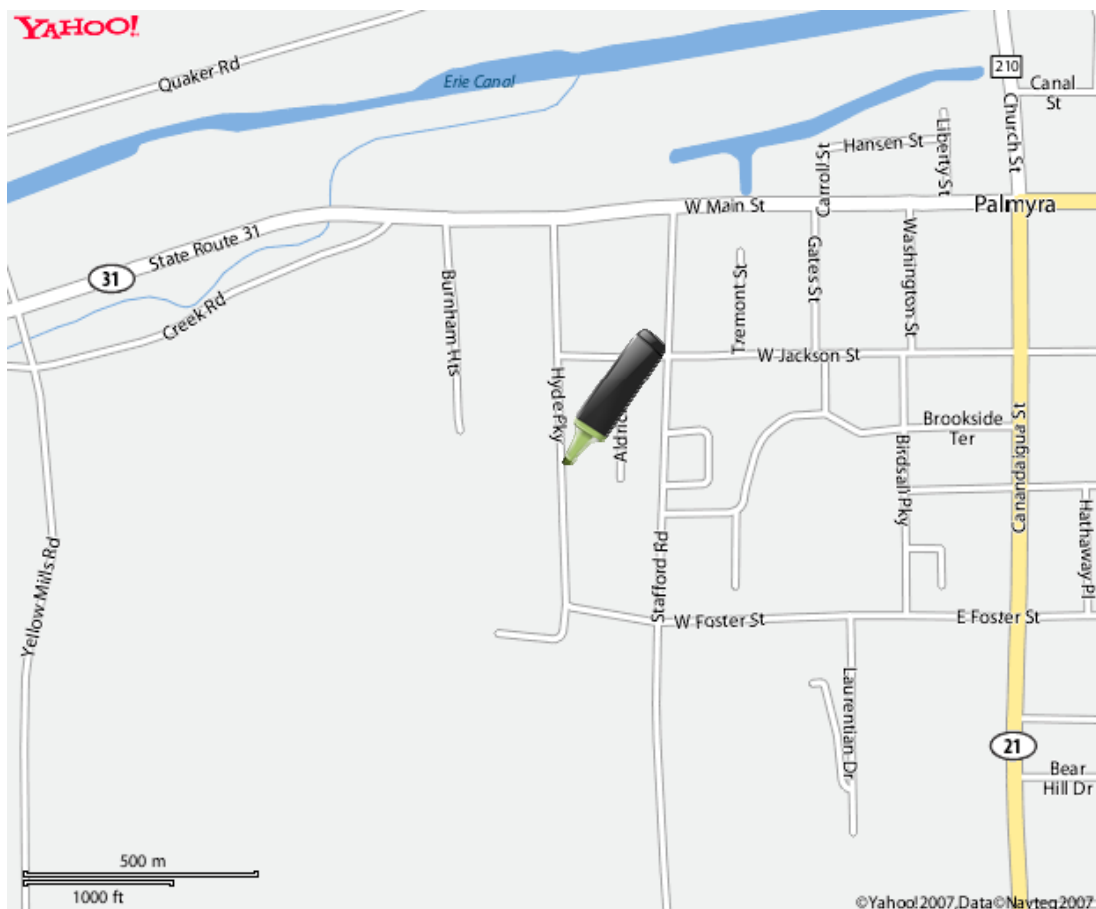 YAHOO!
Quaker Rd
Erie Canal
210
Canal
St
Church St
Liberty St
Hansen St
Carroll St
W Main St
Palmyra
State Route 31
31
Creek Rd
Burnham Hts
Hyde Pky
Tremont St
Gates St
Washington St
W Jackson St
Brookside
Ter
Birdsall Pky
Canandaigua St
Hathaway Pl
Stafford Rd
Yellow Mills Rd
W Foster St
E Foster St
Laurentian Dr
21
Bear
Hill Dr
500 m
1000 ft
©Yahoo! 2007, Data©Navteq 2007